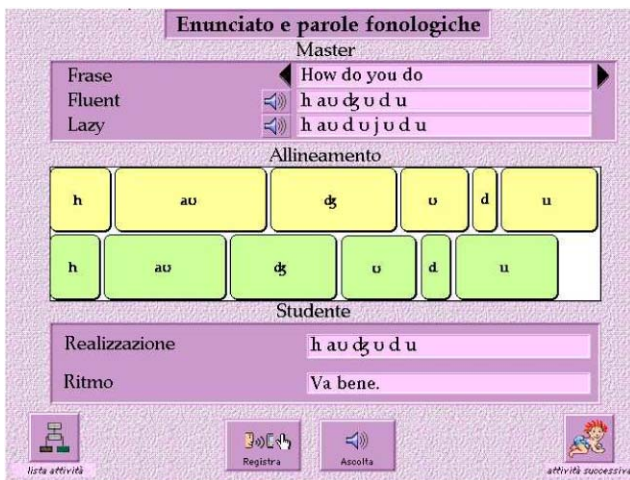 Enunciato e parole fonologiche
Master
Frase How do you do
Fluent h aʊ ʤ ʊ d u
Lazy h aʊ d ʊ j ʊ d u
Allineamento
h aʊ ʤ ʊ d u
h aʊ ʤ ʊ d u
Studente
Realizzazione h aʊ ʤ ʊ d u
Ritmo Va bene.
lista attività Registra Ascolta attività successiva